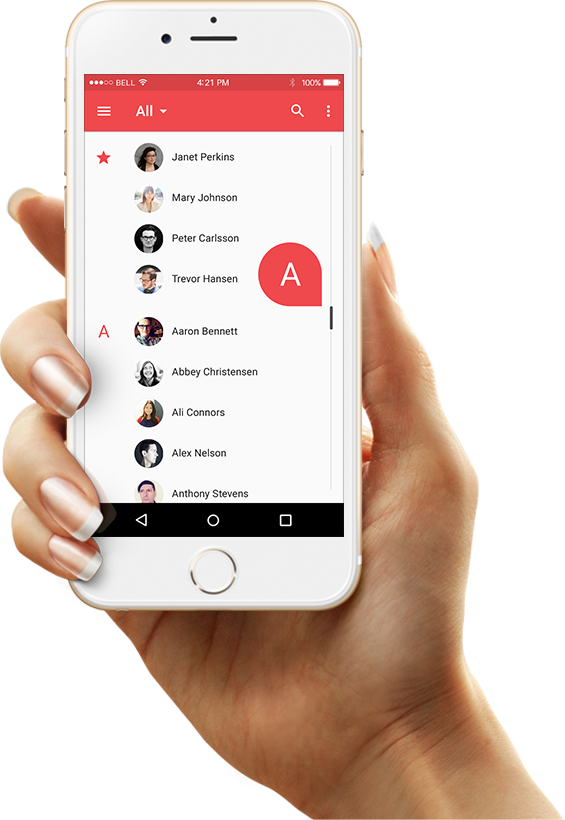 BELL 4:21 PM 100%
All
Janet Perkins
Mary Johnson
Peter Carlsson
Trevor Hansen
A
A Aaron Bennett
Abbey Christensen
Ali Connors
Alex Nelson
Anthony Stevens